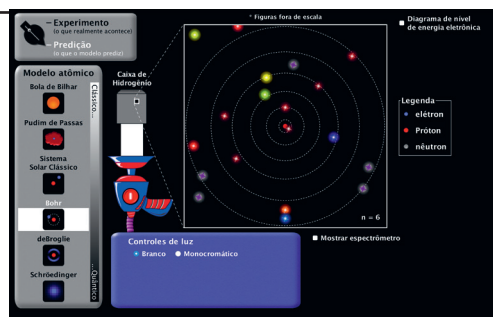 Experimento
(o que realmente acontece)
Predição
(o que o modelo prediz)
Modelo atômico
Bola de Bilhar
Pudim de Passas
Sistema
Solar Clássico
Bohr
deBroglie
Schröedinger
Clássico...
...Quântico
Caixa de
Hidrogênio
* Figuras fora de escala
n = 6
Diagrama de nível
de energia eletrônica
Legenda
elétron
Próton
nêutron
Mostrar espectrômetro
Controles de luz
Branco
Monocromático